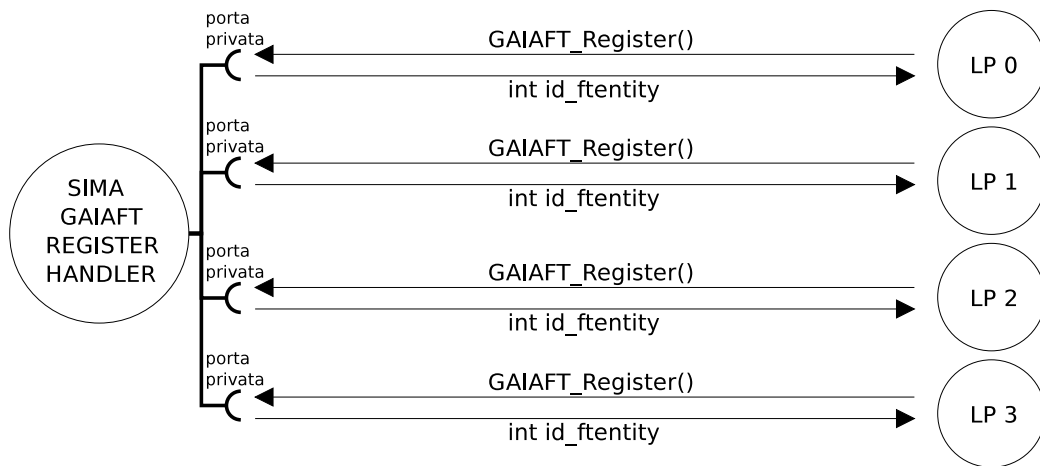 porta
privata
GAIAFT_Register()
int id_ftentity
LP 0
porta
privata
GAIAFT_Register()
int id_ftentity
LP 1
SIMA
GAIAFT
REGISTER
HANDLER
porta
privata
GAIAFT_Register()
int id_ftentity
LP 2
porta
privata
GAIAFT_Register()
int id_ftentity
LP 3